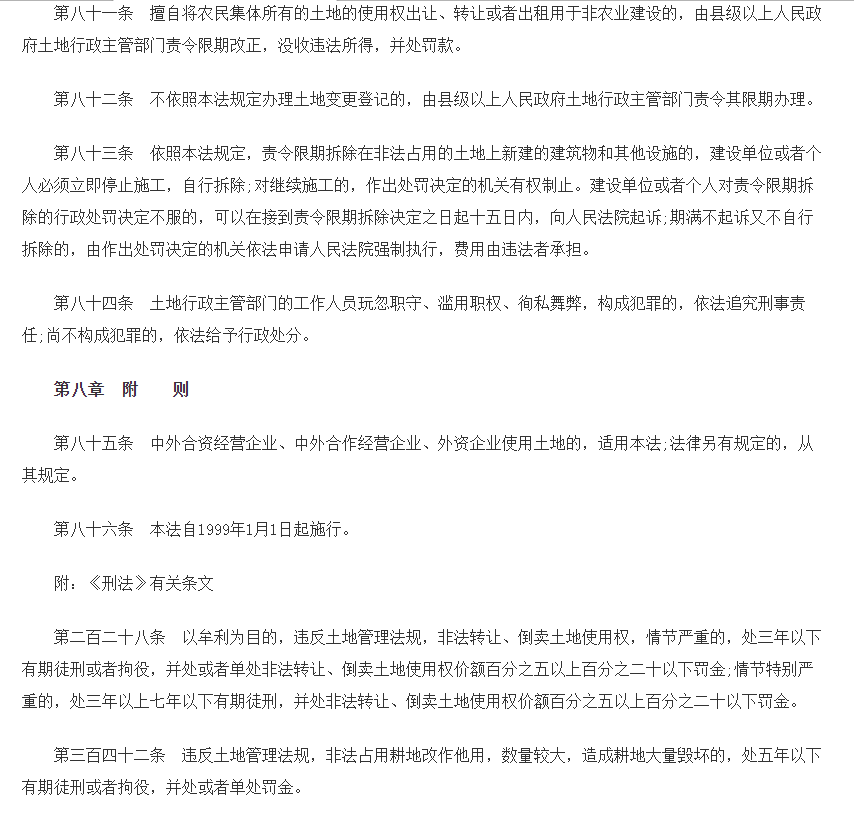 第八十一条　擅自将农民集体所有的土地的使用权出让、转让或者出租用于非农业建设的，由县级以上人民政
府土地行政主管部门责令限期改正，没收违法所得，并处罚款。
第八十二条　不依照本法规定办理土地变更登记的，由县级以上人民政府土地行政主管部门责令其限期办理。
第八十三条　依照本法规定，责令限期拆除在非法占用的土地上新建的建筑物和其他设施的，建设单位或者个
人必须立即停止施工，自行拆除;对继续施工的，作出处罚决定的机关有权制止。建设单位或者个人对责令限期拆
除的行政处罚决定不服的，可以在接到责令限期拆除决定之日起十五日内，向人民法院起诉;期满不起诉又不自行
拆除的，由作出处罚决定的机关依法申请人民法院强制执行，费用由违法者承担。
第八十四条　土地行政主管部门的工作人员玩忽职守、滥用职权、徇私舞弊，构成犯罪的，依法追究刑事责
任;尚不构成犯罪的，依法给予行政处分。
第八章　附　　则
第八十五条　中外合资经营企业、中外合作经营企业、外资企业使用土地的，适用本法;法律另有规定的，从
其规定。
第八十六条　本法自1999年1月1日起施行。
附：《刑法》有关条文
第二百二十八条　以牟利为目的，违反土地管理法规，非法转让、倒卖土地使用权，情节严重的，处三年以下
有期徒刑或者拘役，并处或者单处非法转让、倒卖土地使用权价额百分之五以上百分之二十以下罚金;情节特别严
重的，处三年以上七年以下有期徒刑，并处非法转让、倒卖土地使用权价额百分之五以上百分之二十以下罚金。
第三百四十二条　违反土地管理法规，非法占用耕地改作他用，数量较大，造成耕地大量毁坏的，处五年以下
有期徒刑或者拘役，并处或者单处罚金。